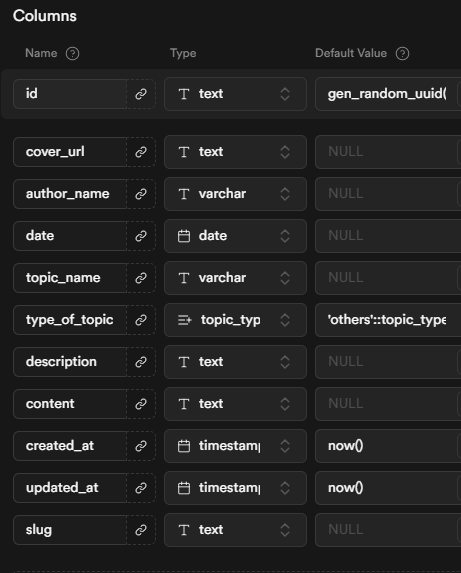 Columns
Name Type Default Value
id text gen_random_uuid(
cover_url text NULL
author_name varchar NULL
date date NULL
topic_name varchar NULL
type_of_topic topic_typ 'others'::topic_type
description text NULL
content text NULL
created_at timestamp now()
updated_at timestamp now()
slug text NULL